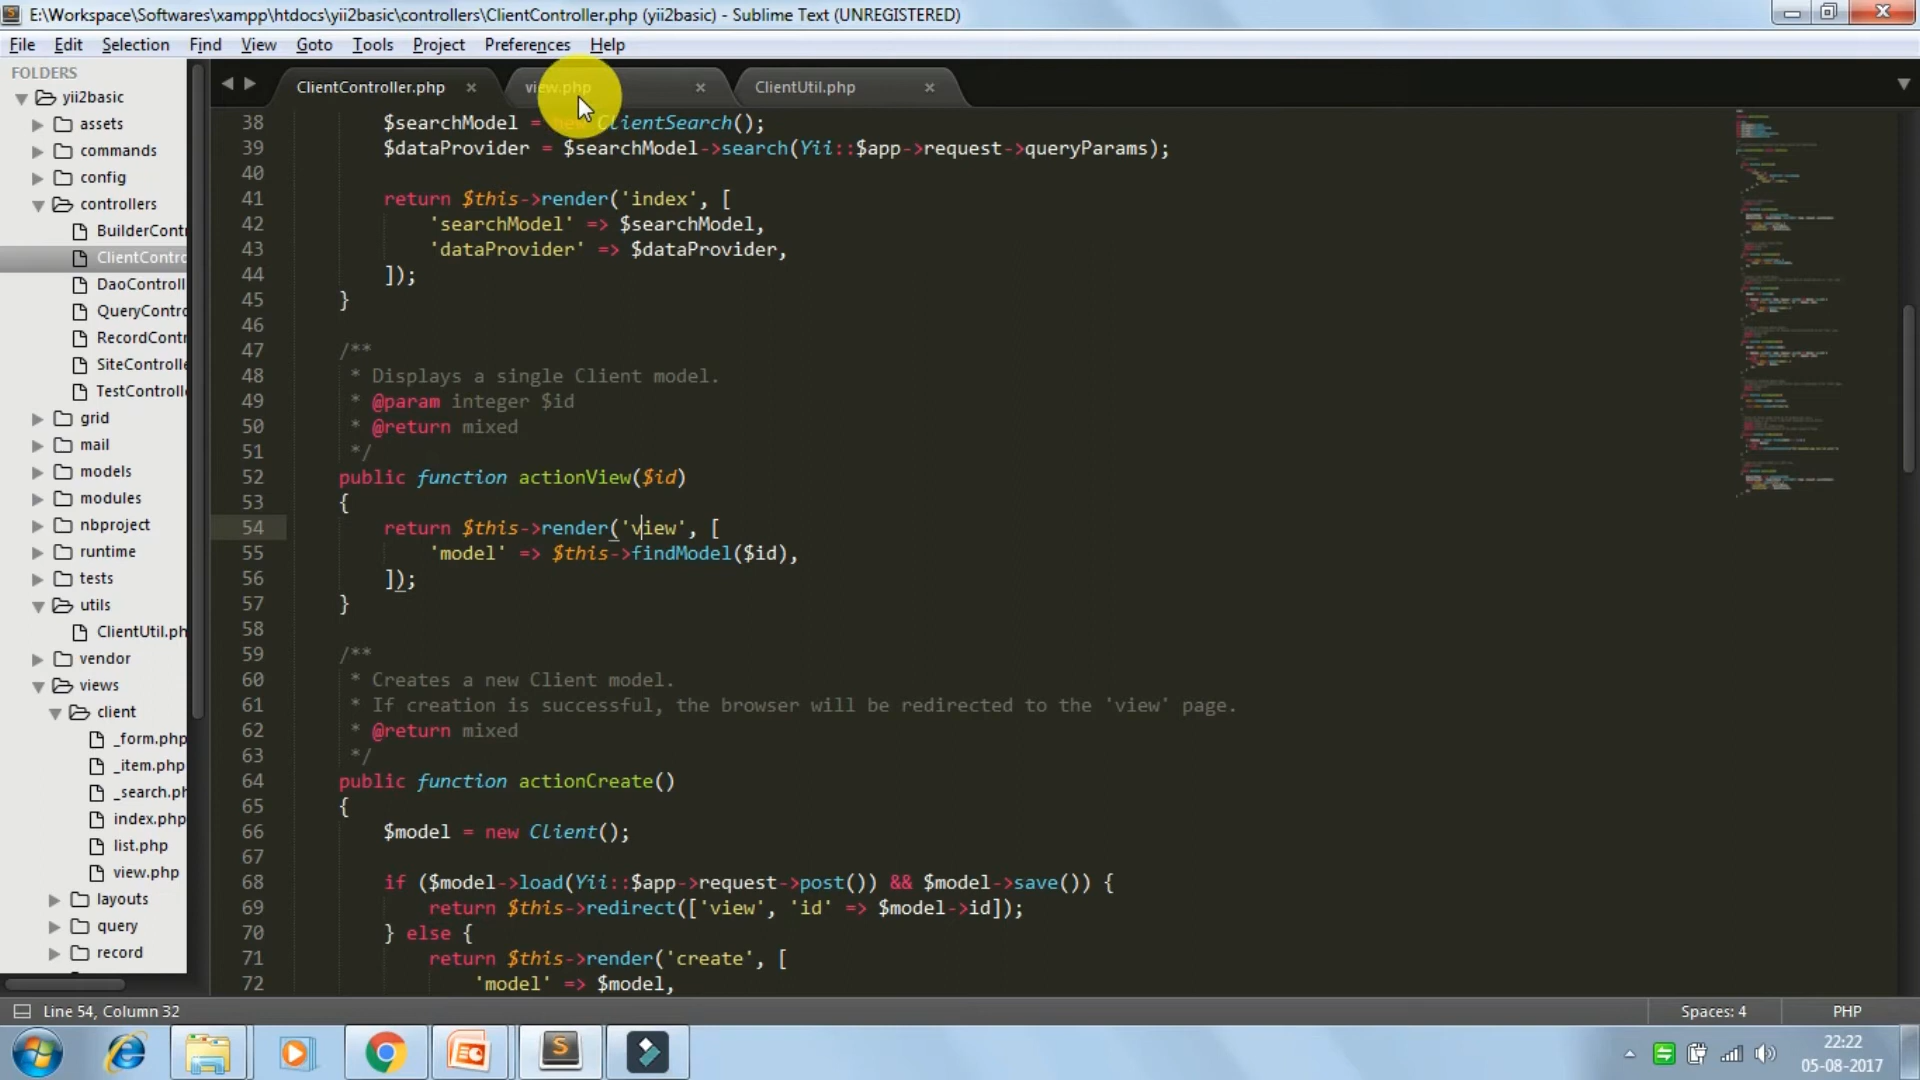 E:\Workspace\Softwares\xampp\htdocs\yii2basic\controllers\ClientController.php (yii2basic) - Sublime Text (UNREGISTERED)
File Edit Selection Find View Goto Tools Project Preferences Help
FOLDERS
yii2basic
assets
commands
config
controllers
BuilderContr
ClientContro
DaoControll
QueryContro
RecordContr
SiteControlle
TestControlle
grid
mail
models
modules
nbproject
runtime
tests
utils
ClientUtil.ph
vendor
views
client
_form.php
_item.php
_search.ph
index.php
list.php
view.php
layouts
query
record
ClientController.php × view.php × ClientUtil.php ×
38 $searchModel = new ClientSearch();
39 $dataProvider = $searchModel->search(Yii::$app->request->queryParams);
40
41 return $this->render('index', [
42 'searchModel' => $searchModel,
43 'dataProvider' => $dataProvider,
44 ]);
45 }
46
47 /**
48 * Displays a single Client model.
49 * @param integer $id
50 * @return mixed
51 */
52 public function actionView($id)
53 {
54 return $this->render('view', [
55 'model' => $this->findModel($id),
56 ]);
57 }
58
59 /**
60 * Creates a new Client model.
61 * If creation is successful, the browser will be redirected to the 'view' page.
62 * @return mixed
63 */
64 public function actionCreate()
65 {
66 $model = new Client();
67
68 if ($model->load(Yii::$app->request->post()) && $model->save()) {
69 return $this->redirect(['view', 'id' => $model->id]);
70 } else {
71 return $this->render('create', [
72 'model' => $model,
Line 54, Column 32 Spaces: 4 PHP
22:22
05-08-2017